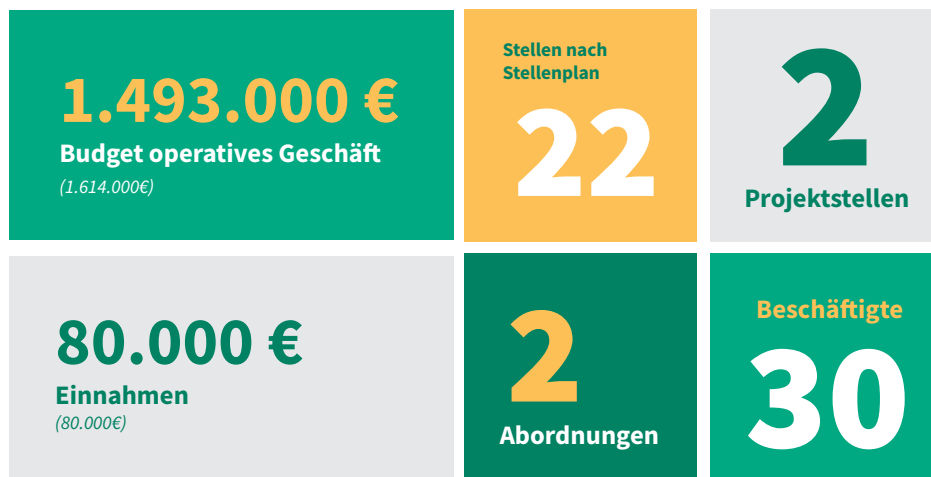 1.493.000 €
Budget operatives Geschäft
(1.614.000€)
Stellen nach
Stellenplan
22
2
Projektstellen
80.000 €
Einnahmen
(80.000€)
2
Abordnungen
Beschäftigte
30